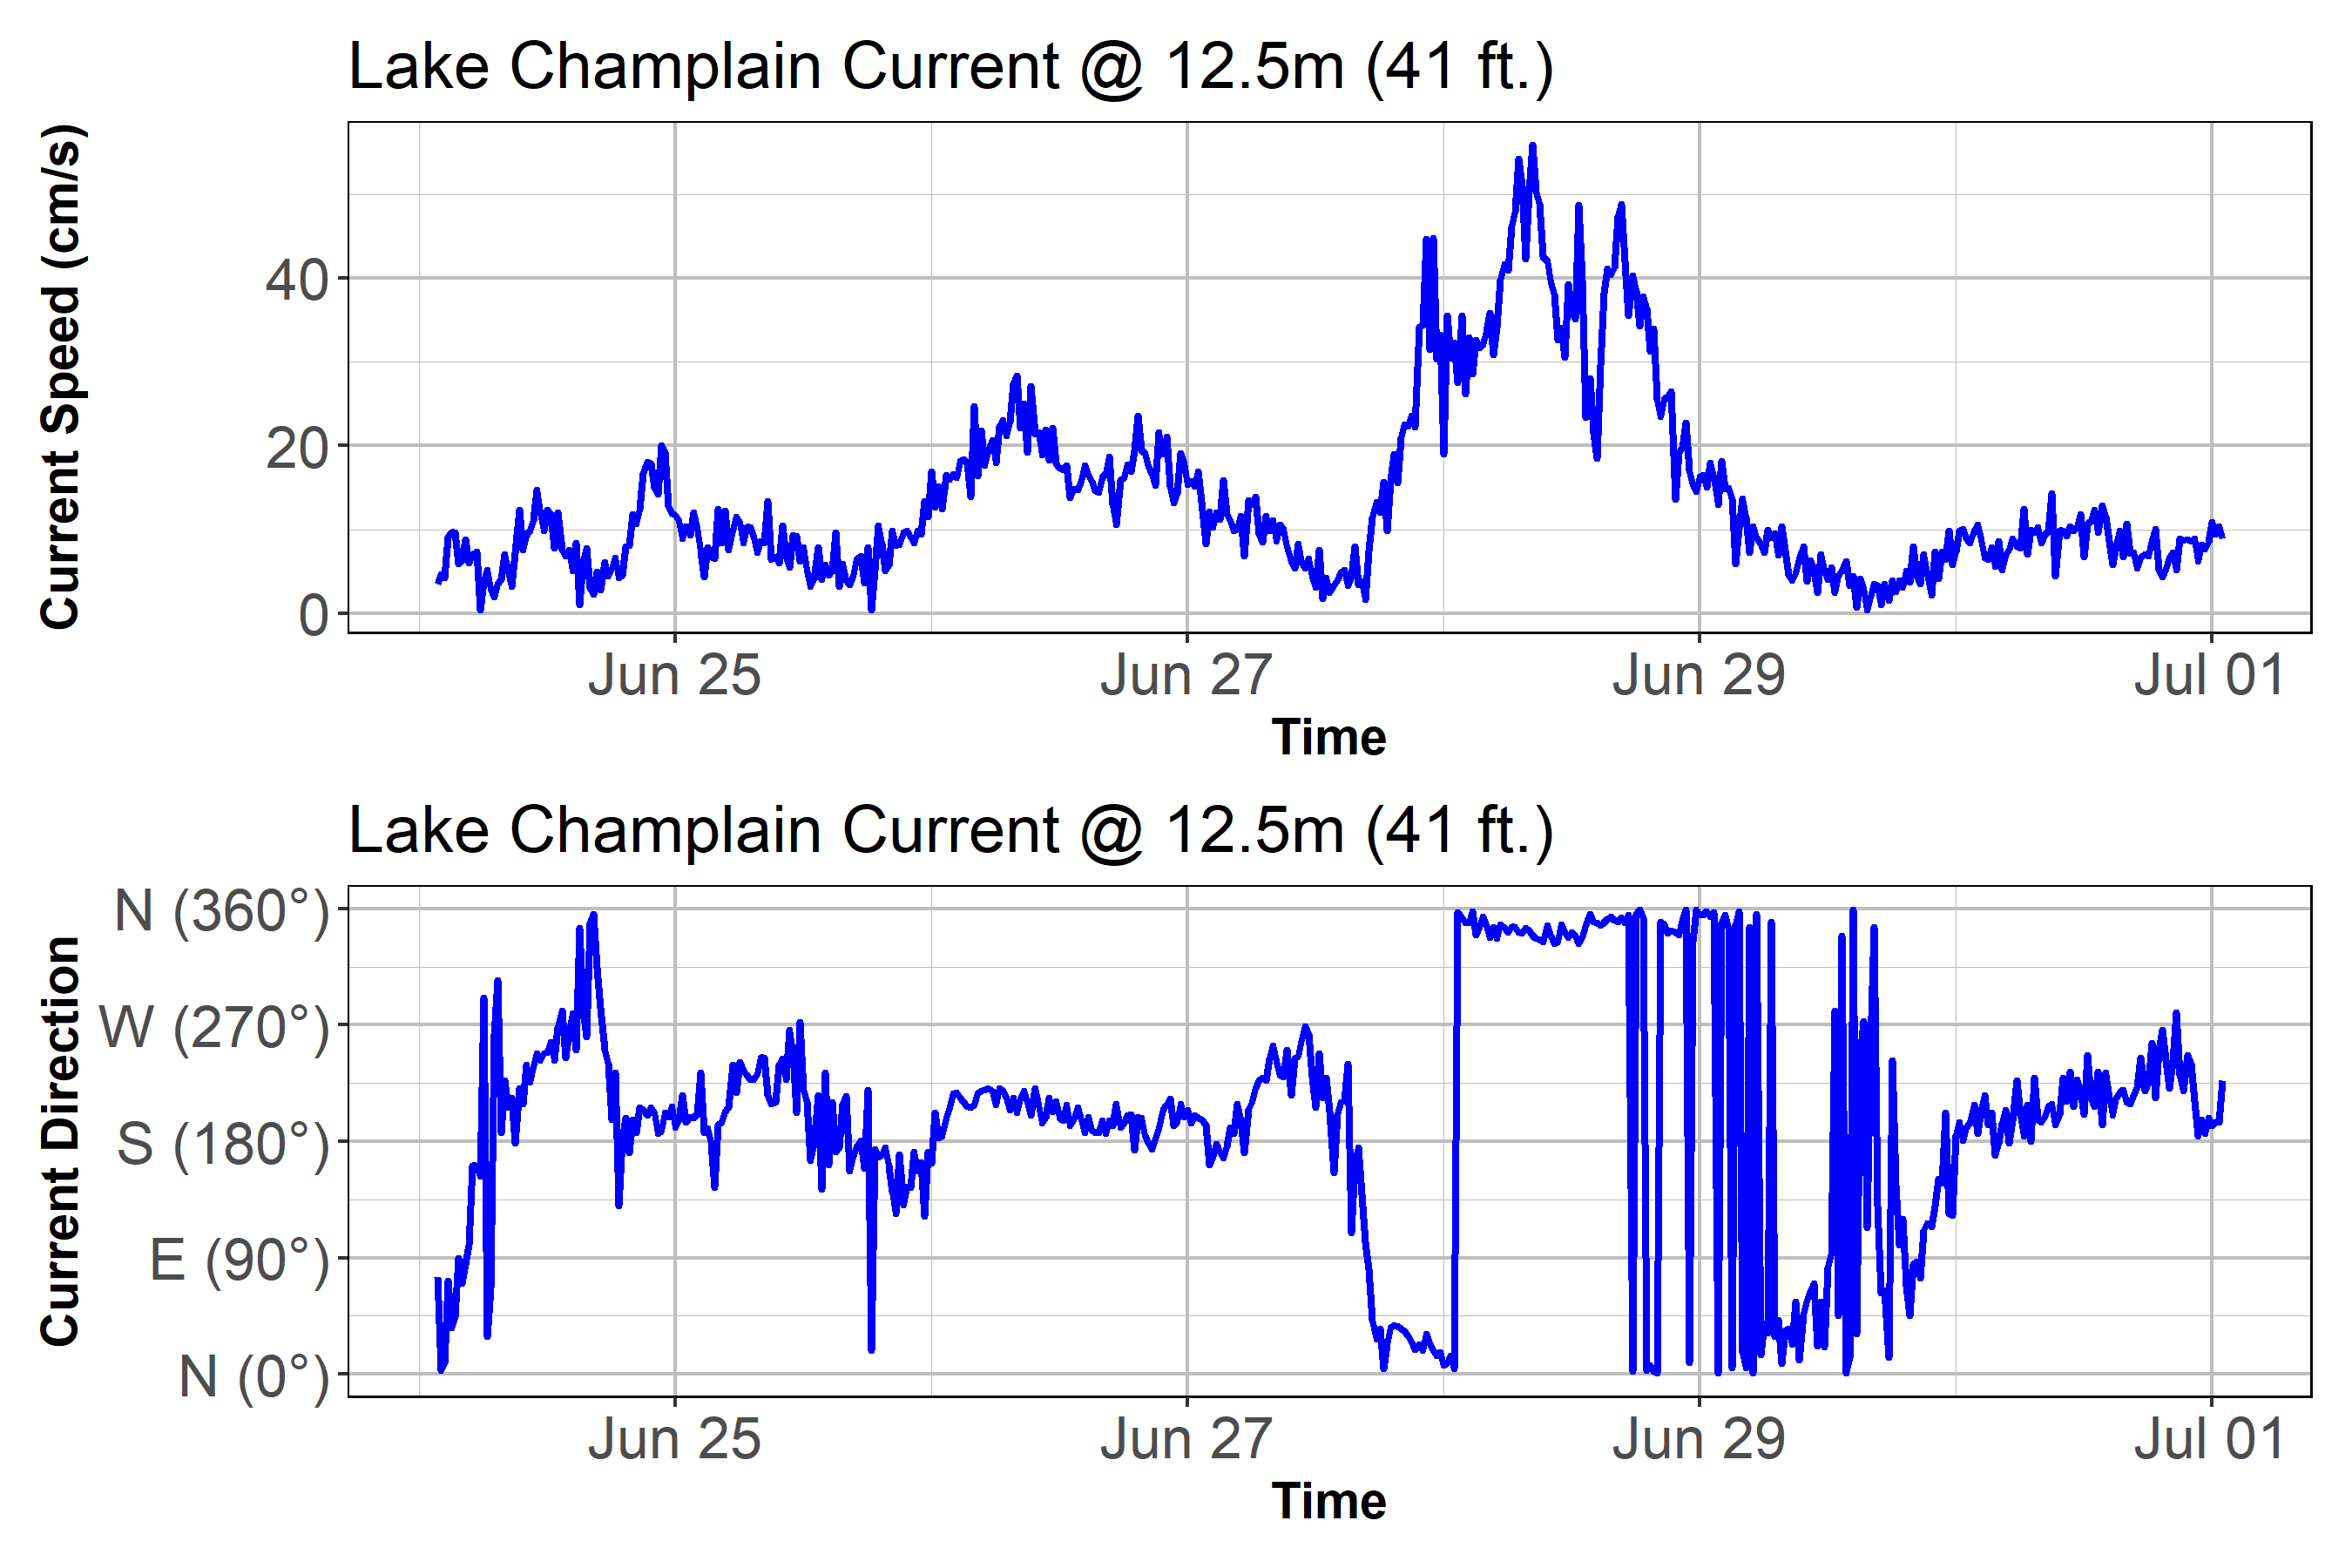 Lake Champlain Current @ 12.5m (41 ft.)
Current Speed (cm/s)
40
20
0
Jun 25
Jun 27
Jun 29
Jul 01
Time
Lake Champlain Current @ 12.5m (41 ft.)
Current Direction
N (360°)
W (270°)
S (180°)
E (90°)
N (0°)
Jun 25
Jun 27
Jun 29
Jul 01
Time